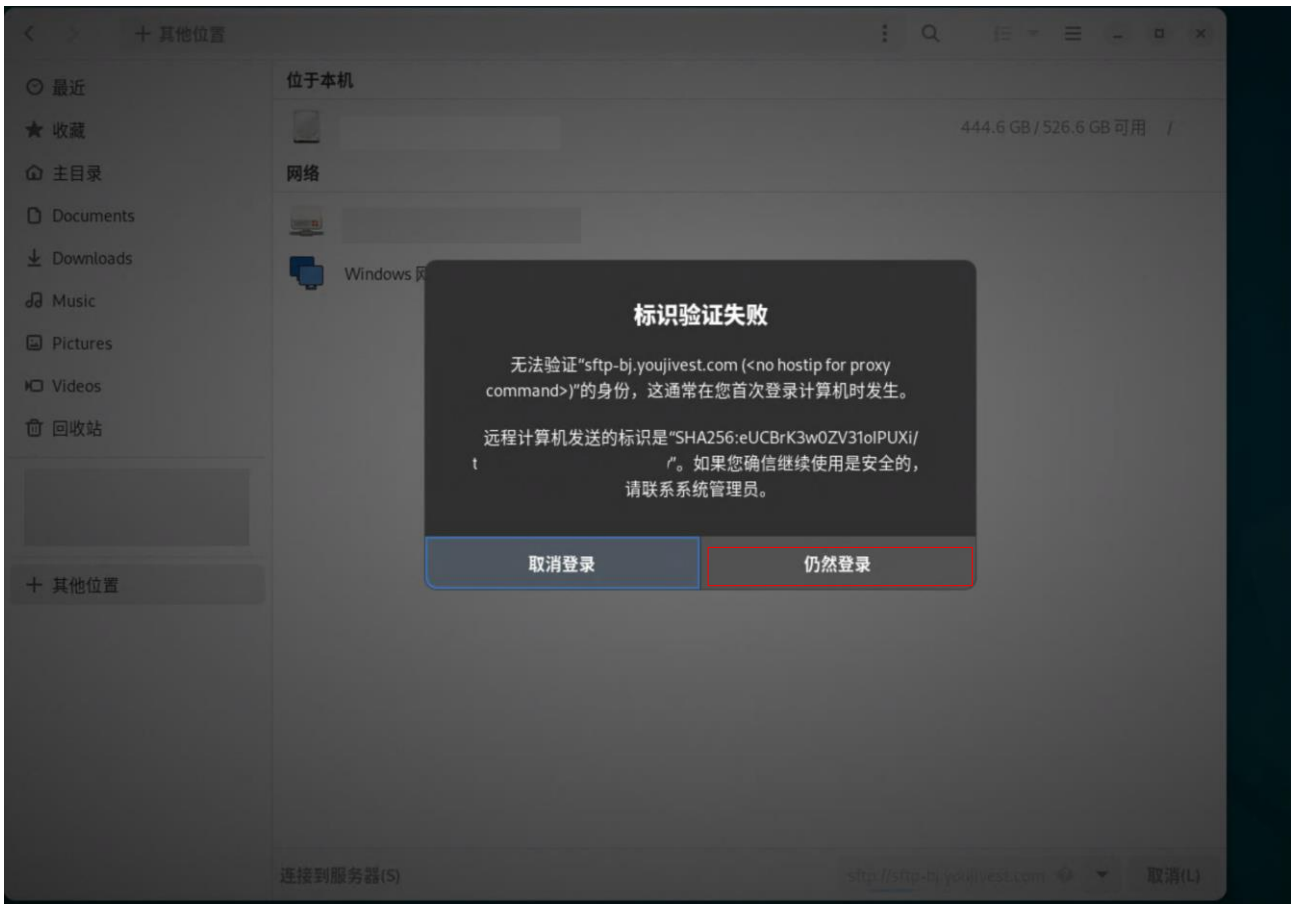 其他位置
最近
收藏
主目录
Documents
Downloads
Music
Pictures
Videos
回收站
其他位置
位于本机
444.6 GB / 526.6 GB 可用 /
网络
Windows 网
标识验证失败
无法验证“sftp-bj.youjivest.com (<no hostip for proxy
command>)”的身份，这通常在您首次登录计算机时发生。
远程计算机发送的标识是“SHA256:eUCBrK3w0ZV31olPUXi/
t /”。如果您确信继续使用是安全的，
请联系系统管理员。
取消登录
仍然登录
连接到服务器(S)
sftp://sftp-bj.youjivest.com
取消(L)